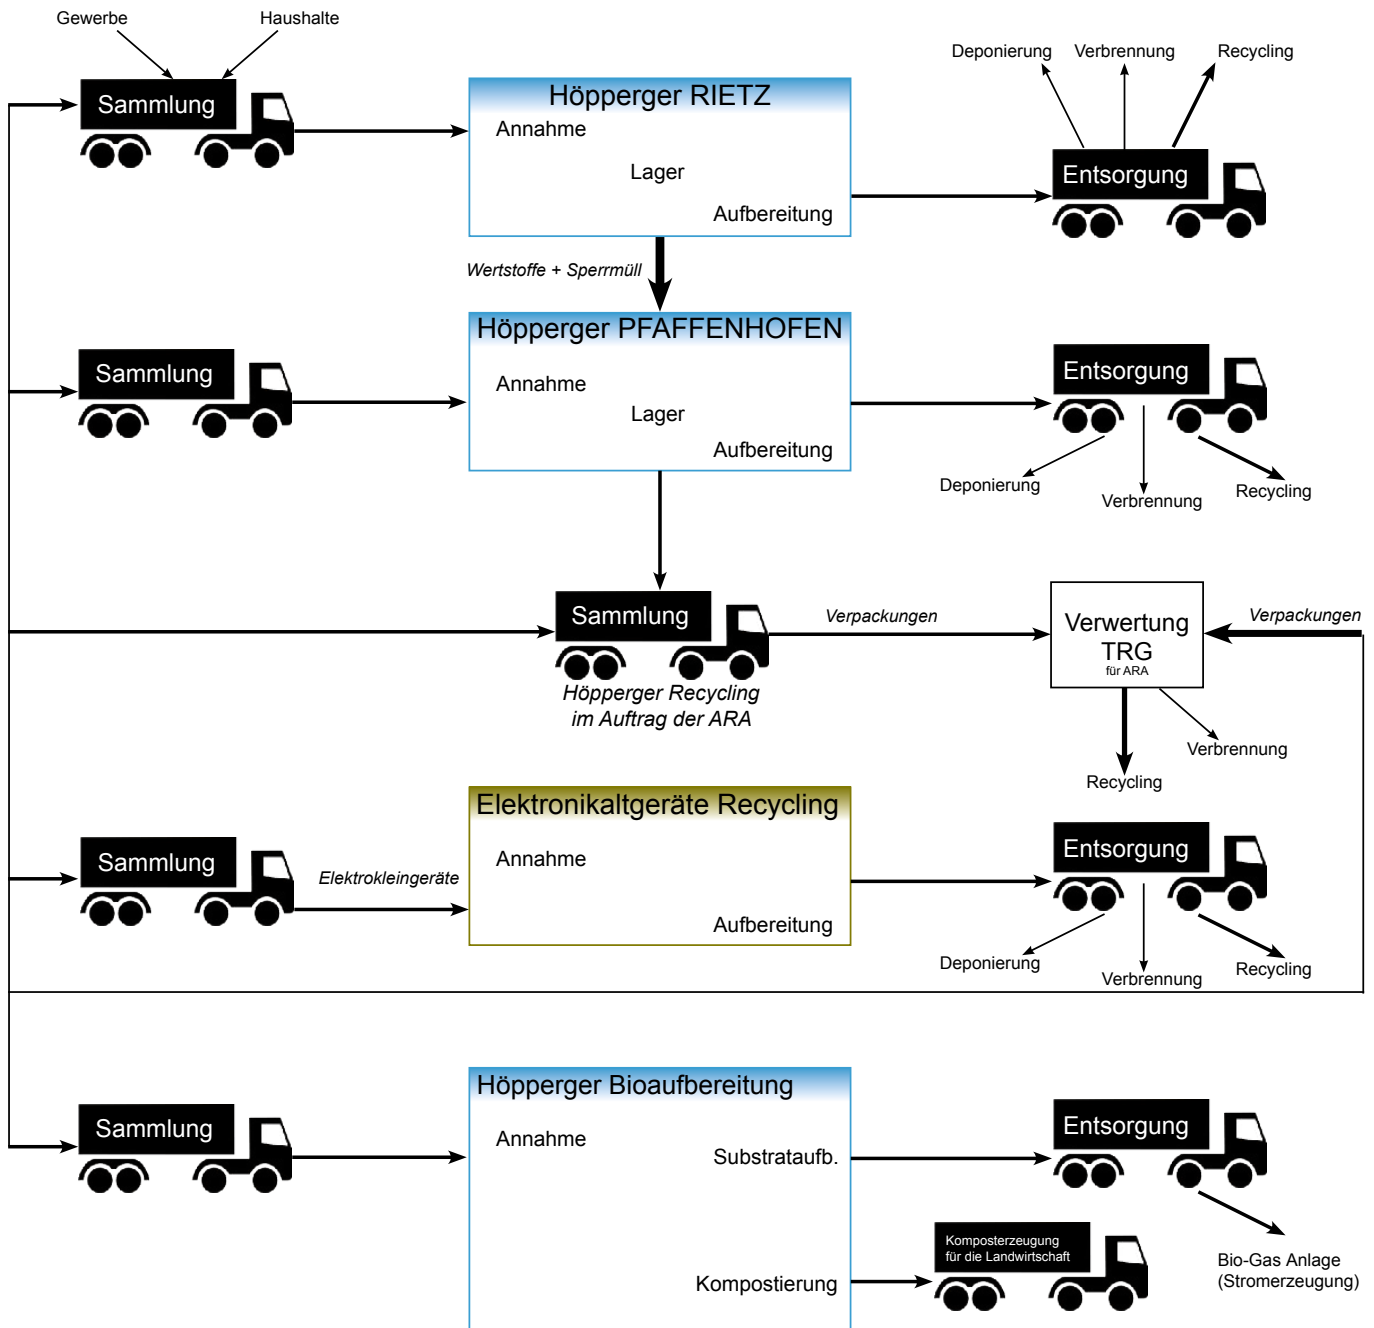 Gewerbe
Haushalte
Sammlung
Höpperger RIETZ
Annahme
Lager
Aufbereitung
Deponierung
Verbrennung
Recycling
Entsorgung
Wertstoffe + Sperrmüll
Sammlung
Höpperger PFAFFENHOFEN
Annahme
Lager
Aufbereitung
Entsorgung
Deponierung
Verbrennung
Recycling
Sammlung
Höpperger Recycling
im Auftrag der ARA
Verpackungen
Verwertung
TRG
für ARA
Verpackungen
Verbrennung
Recycling
Sammlung
Elektrokleingeräte
Elektronikaltgeräte Recycling
Annahme
Aufbereitung
Entsorgung
Deponierung
Verbrennung
Recycling
Sammlung
Höpperger Bioaufbereitung
Annahme
Substrataufb.
Kompostierung
Entsorgung
Komposterzeugung
für die Landwirtschaft
Bio-Gas Anlage
(Stromerzeugung)